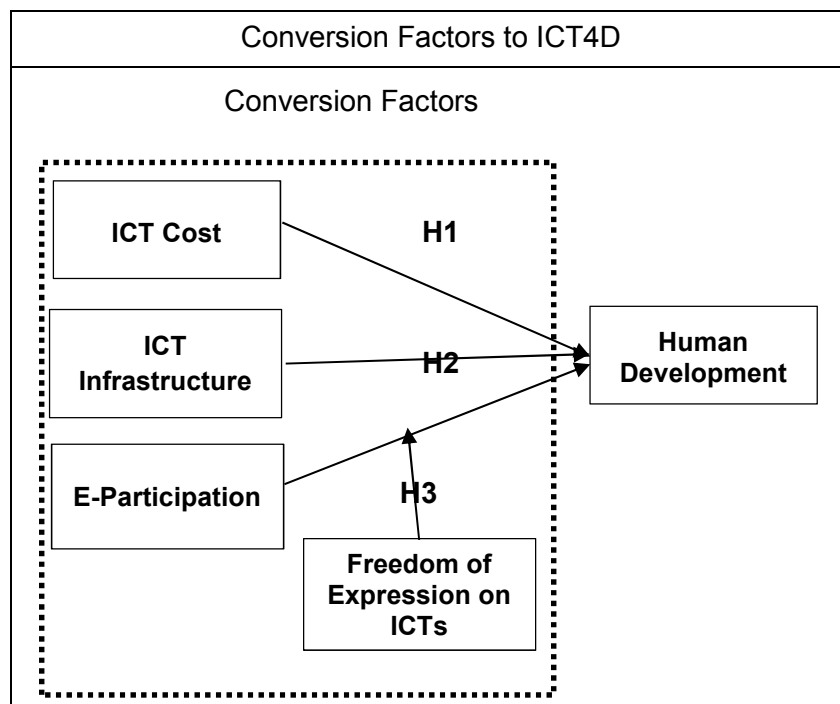 Conversion Factors to ICT4D
Conversion Factors
ICT Cost
H1
ICT
Infrastructure
H2
Human
Development
E-Participation
H3
Freedom of
Expression on
ICTs